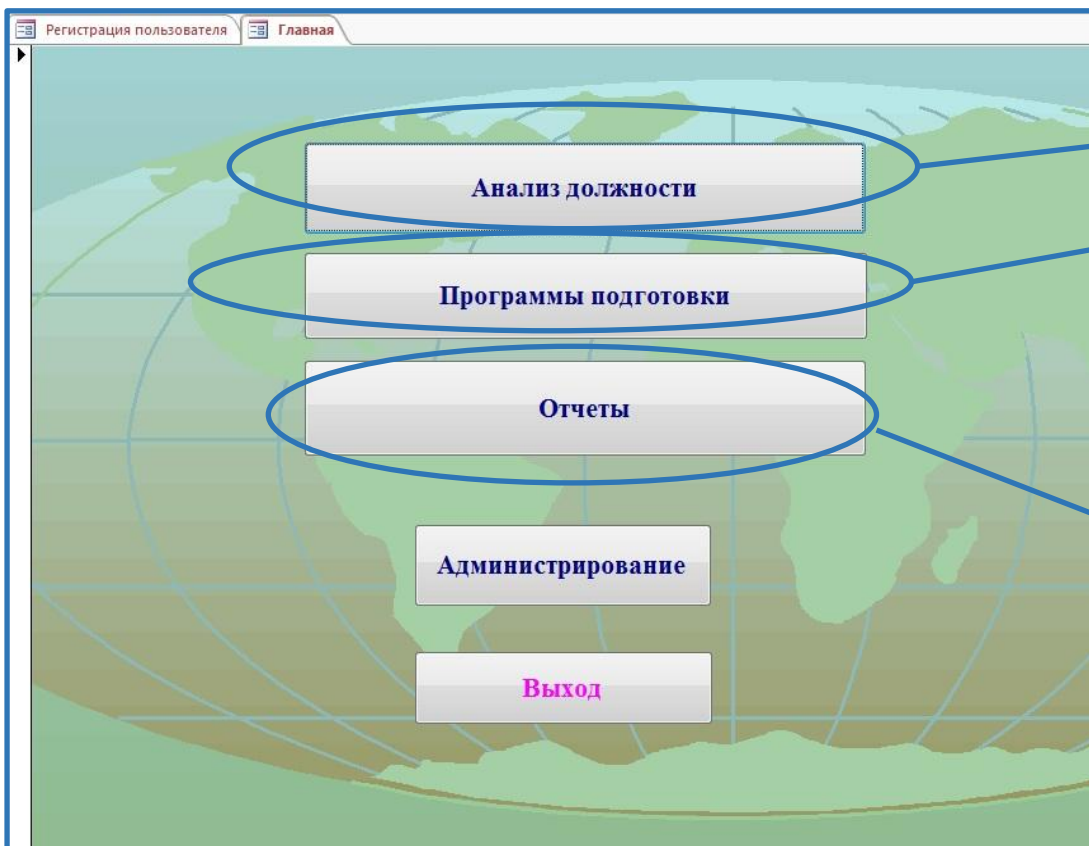 Регистрация пользователя
Главная
Анализ должности
Программы подготовки
Отчеты
Администрирование
Выход